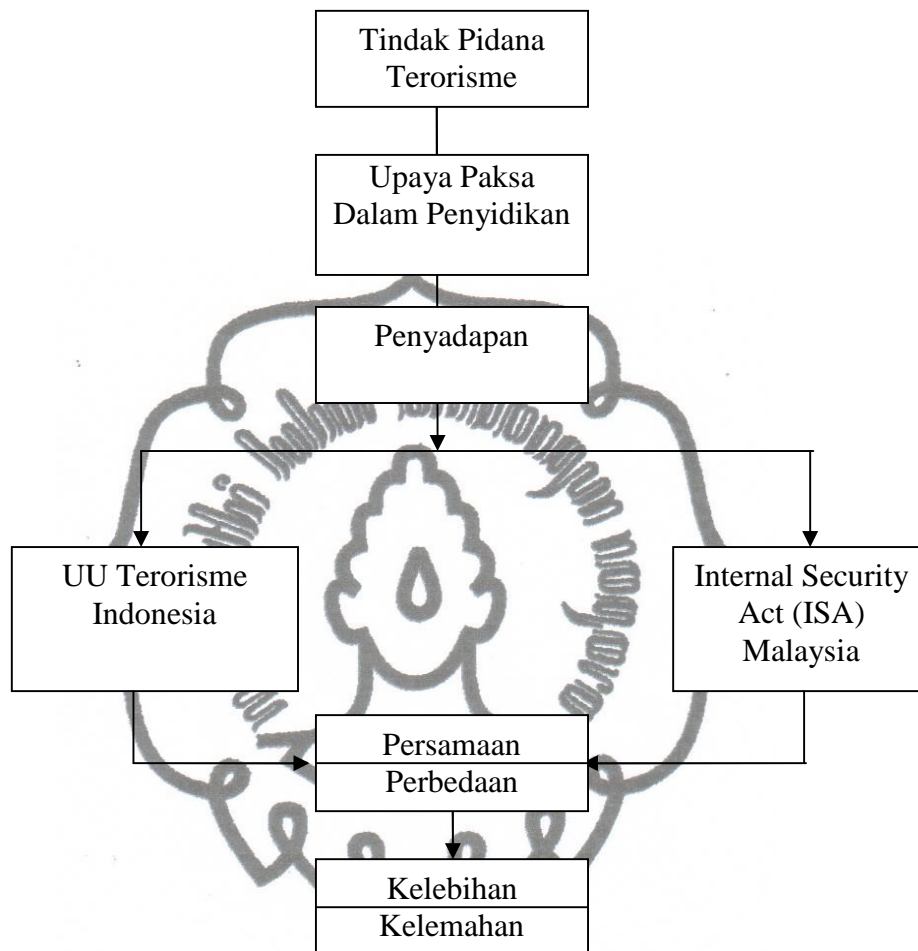 Tindak Pidana
Terorisme
Upaya Paksa
Dalam Penyidikan
Penyadapan
UU Terorisme
Indonesia
Internal Security
Act (ISA)
Malaysia
Persamaan
Perbedaan
Kelebihan
Kelemahan